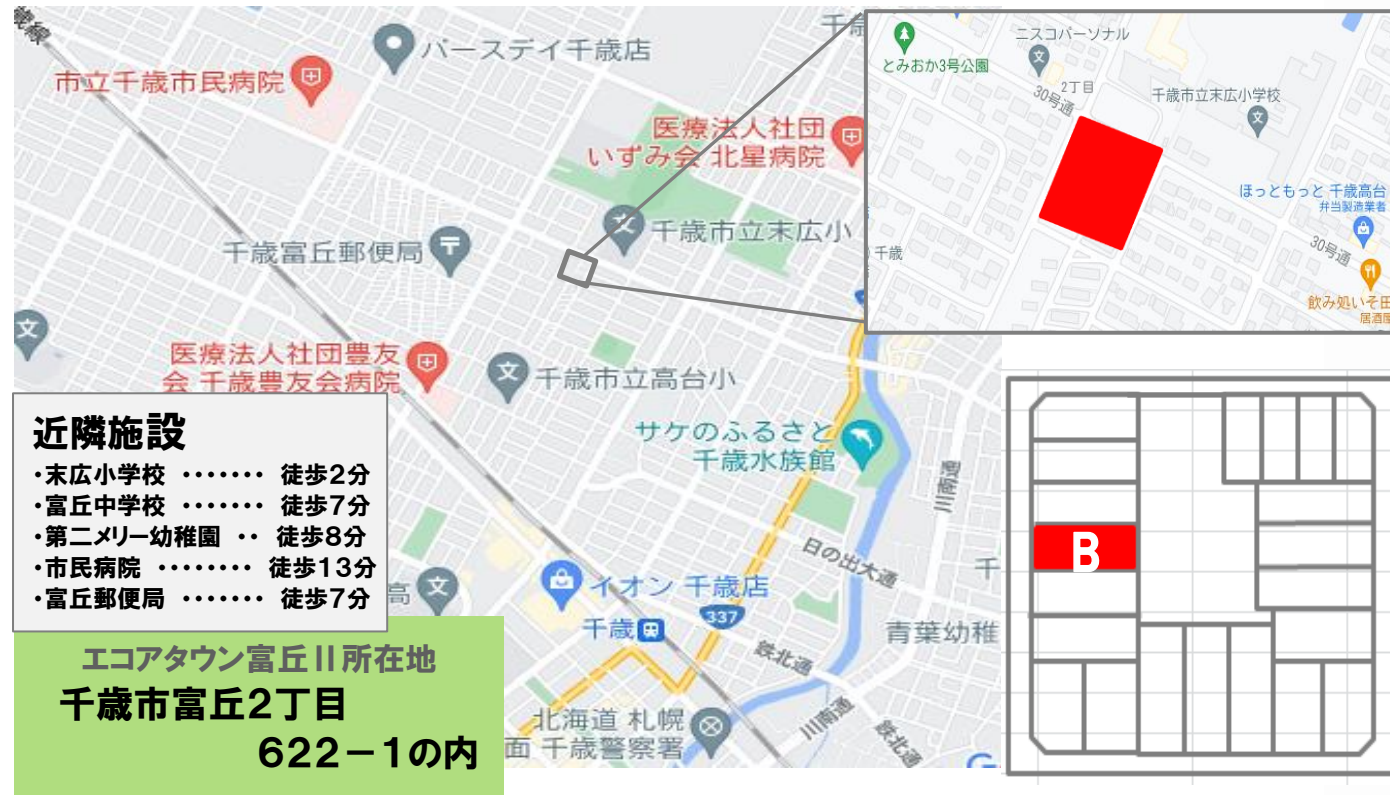 バースデイ千歳店
市立千歳市民病院
医療法人社団
いずみ会 北星病院
千歳市立末広小
千歳富丘郵便局
医療法人社団豊友
会 千歳豊友会病院
千歳市立高台小
サケのふるさと
千歳水族館
川南通
日の出大通
イオン 千歳店
千歳
337
青葉幼稚
鉄北通
川南通
鉄北通
北海道 札幌
面 千歳警察署
高
千
G
ニスコパーソナル
とみおか3号公園
2丁目
30号通
千歳市立末広小学校
ほっともっと 千歳高台
弁当製造業者
30号通
千歳
飲み処いそ田
居酒屋
近隣施設
・末広小学校 ・・・・・・・ 徒歩2分
・富丘中学校 ・・・・・・・ 徒歩7分
・第二メリー幼稚園 ・・ 徒歩8分
・市民病院 ・・・・・・・・ 徒歩13分
・富丘郵便局 ・・・・・・・ 徒歩7分
エコアタウン富丘Ⅱ所在地
千歳市富丘2丁目
622－1の内
B